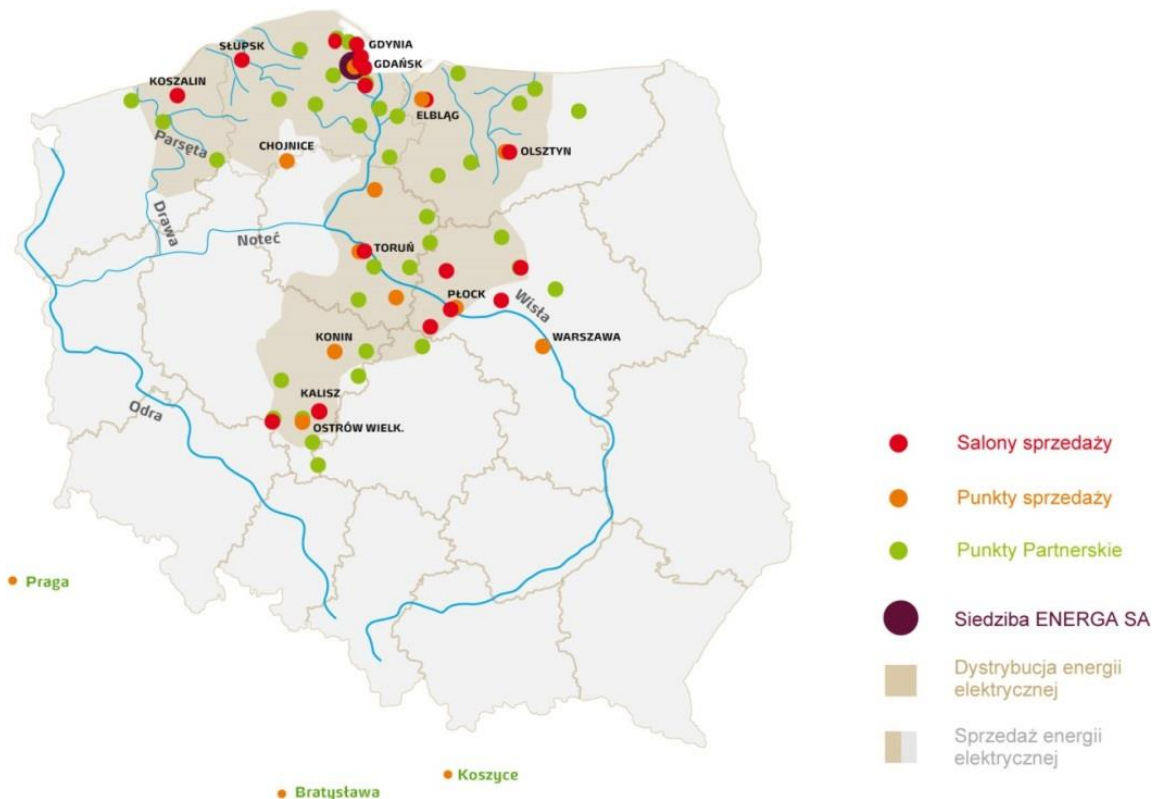 GDYNIA
SŁUPSK
GDAŃSK
KOSZALIN
ELBLĄG
Parsęta
CHOJNICE
OLSZTYN
Drawa
Noteć
TORUŃ
PŁOCK
Wisła
KONIN
WARSZAWA
KALISZ
Odra
OSTRÓW WIELK.
Salony sprzedaży
Punkty sprzedaży
Punkty Partnerskie
Praga
Siedziba ENERGA SA
Dystrybucja energii
elektrycznej
Sprzedaż energii
elektrycznej
Koszyce
Bratysława